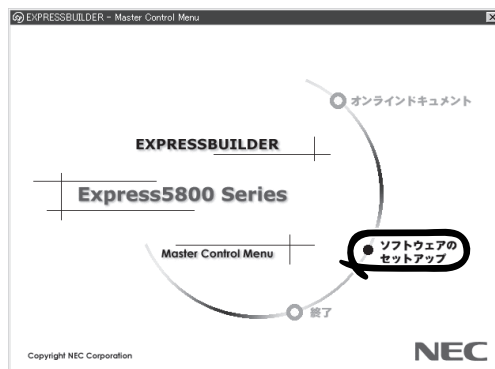 EXPRESSBUILDER - Master Control Menu
オンラインドキュメント
EXPRESSBUILDER
Express5800 Series
Master Control Menu
ソフトウェアの
セットアップ
終了
Copyright NEC Corporation
NEC